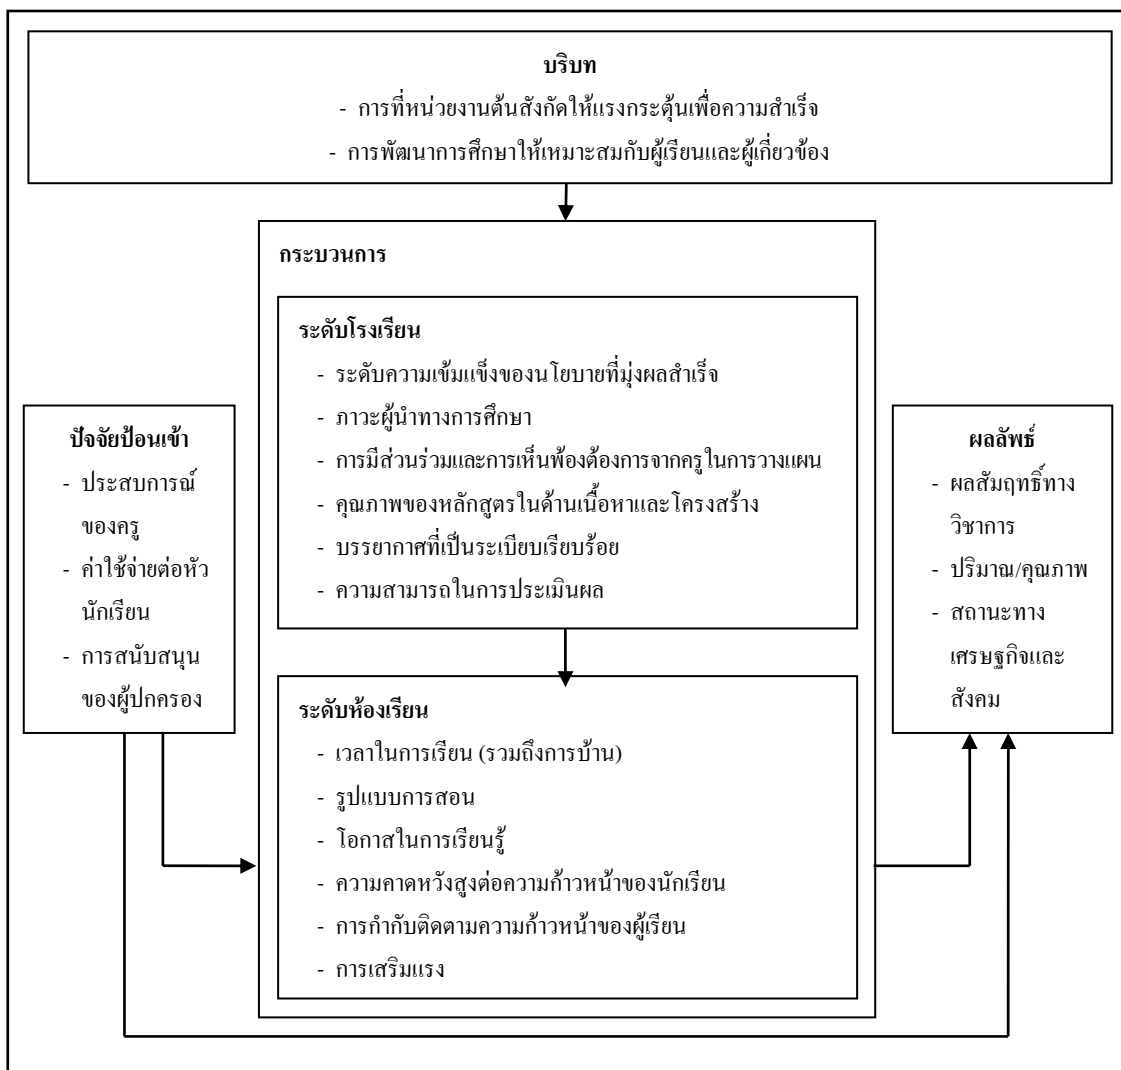 บริบท
- การที่หน่วยงานต้นสังกัดให้แรงกระตุ้นเพื่อความสำเร็จ
- การพัฒนาการศึกษาให้เหมาะสมกับผู้เรียนและผู้เกี่ยวข้อง
กระบวนการ
ระดับโรงเรียน
- ระดับความเข้มแข็งของนโยบายที่มุ่งผลสำเร็จ
- ภาวะผู้นำทางการศึกษา
- การมีส่วนร่วมและการเห็นพ้องต้องการจากครูในการวางแผน
- คุณภาพของหลักสูตรในด้านเนื้อหาและโครงสร้าง
- บรรยากาศที่เป็นระเบียบเรียบร้อย
- ความสามารถในการประเมินผล
ปัจจัยป้อนเข้า
- ประสบการณ์
ของครู
- ค่าใช้จ่ายต่อหัว
นักเรียน
- การสนับสนุน
ของผู้ปกครอง
ผลลัพธ์
- ผลสัมฤทธิ์ทาง
วิชาการ
- ปริมาณ/คุณภาพ
- สถานะทาง
เศรษฐกิจและ
สังคม
ระดับห้องเรียน
- เวลาในการเรียน (รวมถึงการบ้าน)
- รูปแบบการสอน
- โอกาสในการเรียนรู้
- ความคาดหวังสูงต่อความก้าวหน้าของนักเรียน
- การกำกับติดตามความก้าวหน้าของผู้เรียน
- การเสริมแรง